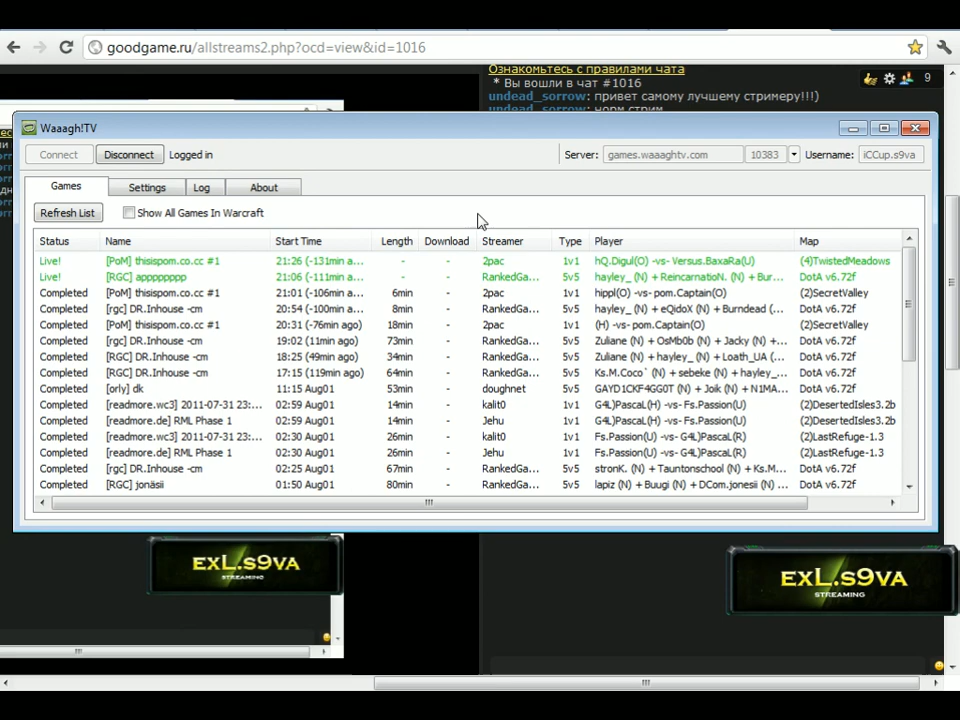 goodgame.ru/allstreams2.php?ocd=view&id=1016
Ознакомьтесь с правилами чата
* Вы вошли в чат #1016
9
undead_sorrow: привет самому лучшему стримеру!!!)
undead_sorrow: норм стрим
Waaagh!TV
Connect Disconnect Logged in Server: games.waaaghtv.com 10383 Username: iCCup.s9va
Games Settings Log About
Refresh List Show All Games In Warcraft
Status Name Start Time Length Download Streamer Type Player Map
Live! [PoM] thisispom.co.cc #1 21:26 (-131min a... - - 2pac 1v1 hQ.Digul(O) -vs- Versus.BaxaRa(U) (4)TwistedMeadows
Live! [RGC] apppppppp 21:06 (-111min a... - - RankedGa... 5v5 hayley_ (N) + ReincarnatioN. (N) + Bur... DotA v6.72f
Completed [PoM] thisispom.co.cc #1 21:01 (-106min a... 6min - 2pac 1v1 hippl(O) -vs- pom.Captain(O) (2)SecretValley
Completed [rgc] DR.Inhouse -cm 20:54 (-100min a... 8min - RankedGa... 5v5 hayley_ (N) + eQidoX (N) + Burndead (... DotA v6.72f
Completed [PoM] thisispom.co.cc #1 20:31 (-76min ago) 18min - 2pac 1v1 (H) -vs- pom.Captain(O) (2)SecretValley
Completed [rgc] DR.Inhouse -cm 19:02 (11min ago) 73min - RankedGa... 5v5 Zuliane (N) + OsMb0b (N) + Jacky (N) +... DotA v6.72f
Completed [RGC] DR.Inhouse -cm 18:25 (49min ago) 34min - RankedGa... 5v5 Zuliane (N) + hayley_ (N) + Loath_UA (... DotA v6.72f
Completed [RGC] DR.Inhouse -cm 17:15 (119min ago) 64min - RankedGa... 5v5 Ks.M.Coco` (N) + sebeke (N) + hayley_... DotA v6.72f
Completed [orly] dk 11:15 Aug01 53min - doughnet 5v5 GAYD1CKF4GG0T (N) + Joik (N) + N1MA... DotA v6.72f
Completed [readmore.wc3] 2011-07-31 23:... 02:59 Aug01 14min - kalit0 1v1 G4L)PascaL(H) -vs- Fs.Passion(U) (2)DesertedIsles3.2b
Completed [readmore.de] RML Phase 1 02:59 Aug01 14min - Jehu 1v1 G4L)PascaL(H) -vs- Fs.Passion(U) (2)DesertedIsles3.2b
Completed [readmore.wc3] 2011-07-31 23:... 02:30 Aug01 26min - kalit0 1v1 Fs.Passion(U) -vs- G4L)PascaL(R) (2)LastRefuge-1.3
Completed [readmore.de] RML Phase 1 02:30 Aug01 26min - Jehu 1v1 Fs.Passion(U) -vs- G4L)PascaL(R) (2)LastRefuge-1.3
Completed [rgc] DR.Inhouse -cm 02:25 Aug01 67min - RankedGa... 5v5 stronK. (N) + Tauntonschool (N) + Ks.M... DotA v6.72f
Completed [RGC] jonäsii 01:50 Aug01 80min - RankedGa... 5v5 lapiz (N) + Buugi (N) + DCom.jonesii (N) +... DotA v6.72f
exL.s9va
STREAMING
exL.s9va
STREAMING